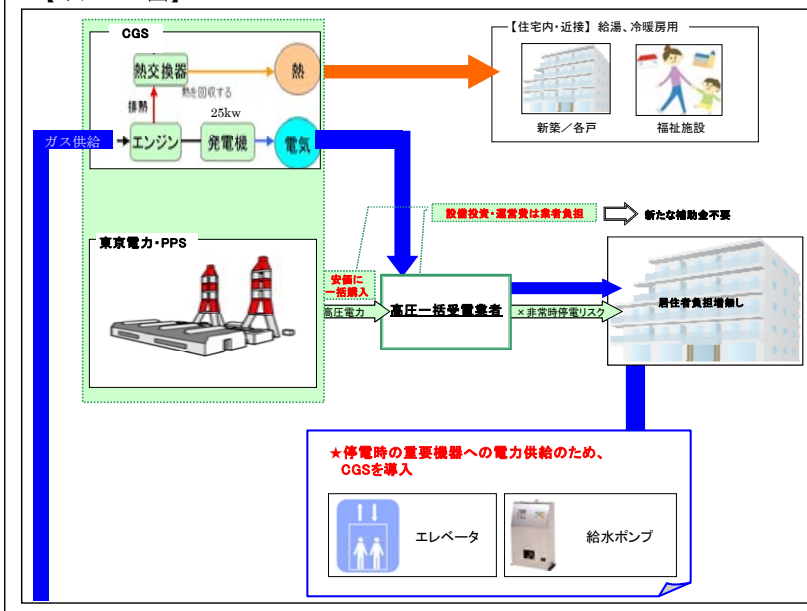 CGS
熱交換器
熱
排熱
熱を回収する
25kw
ガス供給
エンジン
発電機
電気
【住宅内・近接】 給湯、冷暖房用
新築／各戸
福祉施設
設備投資・運営費は業者負担
新たな補助金不要
東京電力・PPS
安価に
一括購入
高圧電力
高圧一括受電業者
×非常時停電リスク
居住者負担増無し
★停電時の重要機器への電力供給のため、
CGSを導入
エレベータ
給水ポンプ